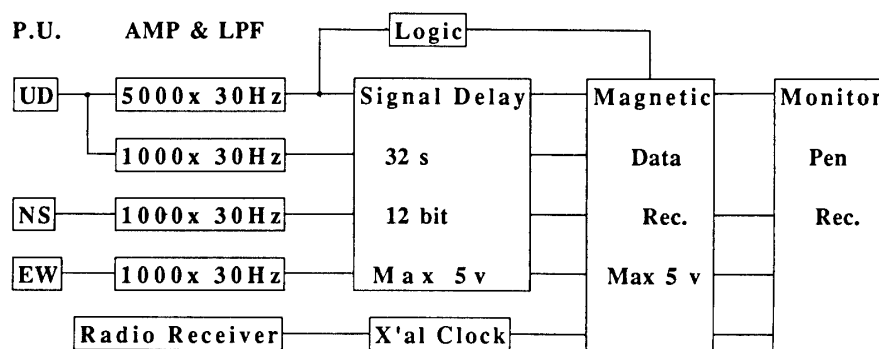 P.U. AMP & LPF Logic
UD 5000x 30Hz Signal Delay Magnetic Monitor
1000x 30Hz 32 s Data Pen
NS 1000x 30Hz 12 bit Rec. Rec.
EW 1000x 30Hz Max 5 v Max 5 v
Radio Receiver X'al Clock